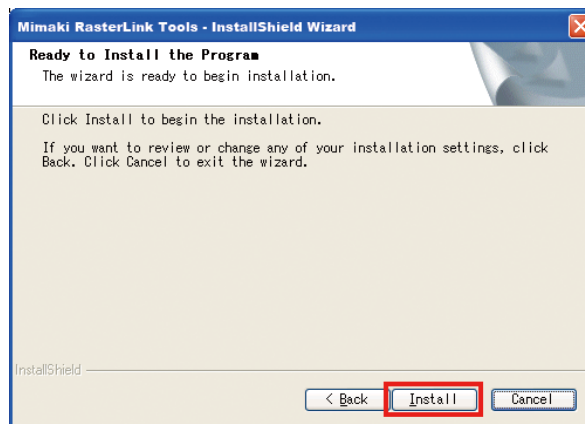 Mimaki RasterLink Tools - InstallShield Wizard
Ready to Install the Program
The wizard is ready to begin installation.
Click Install to begin the installation.
If you want to review or change any of your installation settings, click
Back. Click Cancel to exit the wizard.
InstallShield
< Back Install Cancel